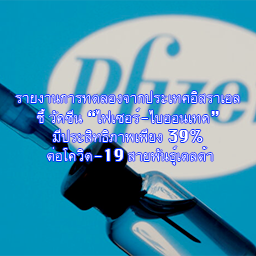 Pfizer
รายงานการทดลองจากประเทศอิสราเอล
ชี้ วัคซีน “ไฟเซอร์-ไบออนเทค”
มีประสิทธิภาพเพียง 39%
ต่อโควิด-19 สายพันธุ์เดลต้า